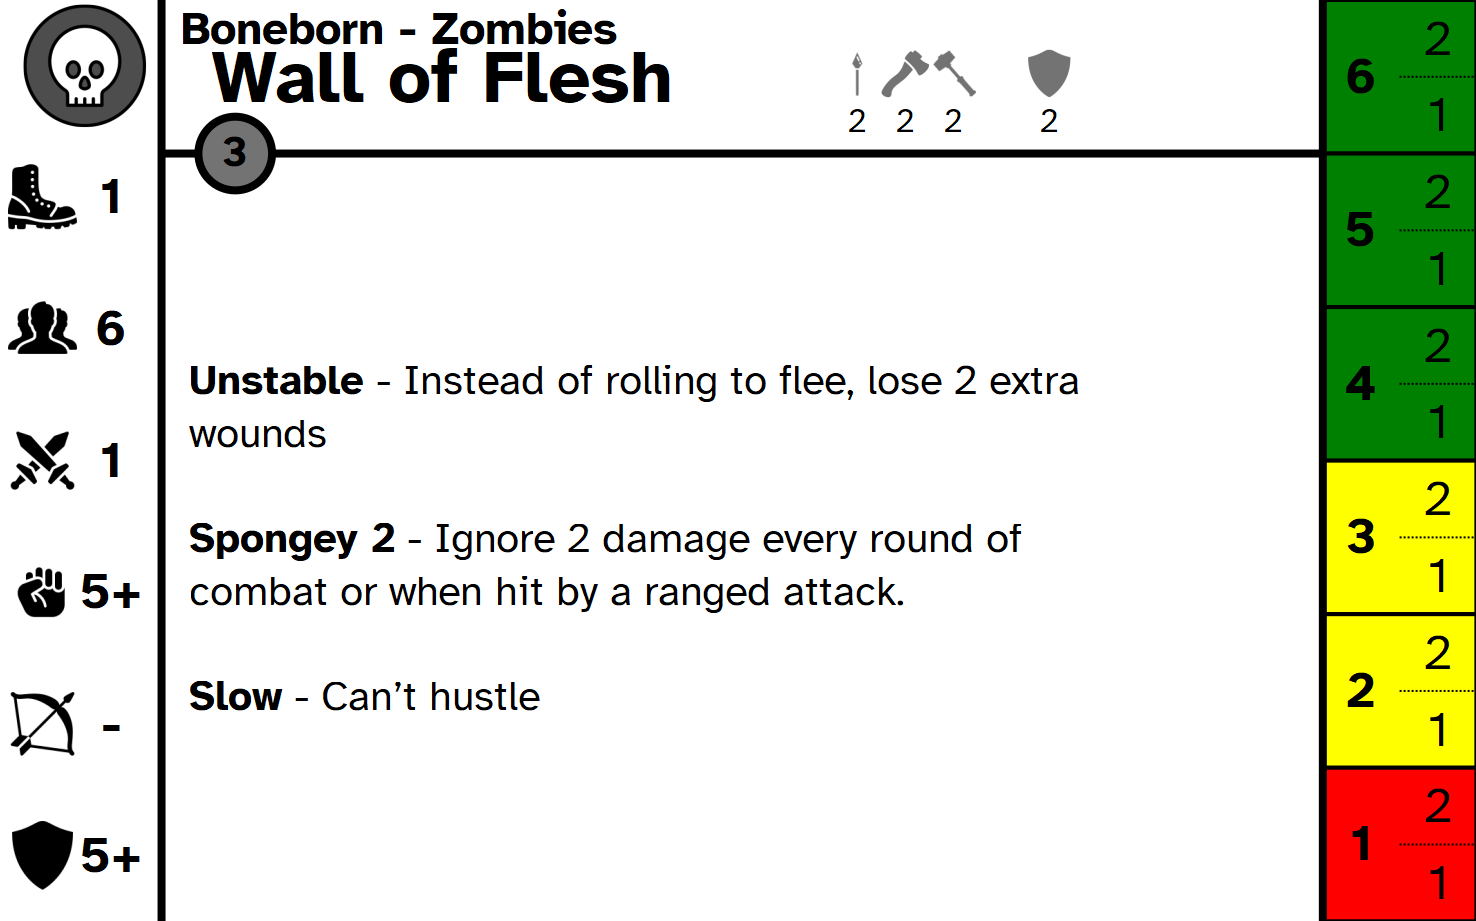 Boneborn - Zombies
Wall of Flesh
2 2 2 2
3
1
6
1
5+
-
5+
Unstable - Instead of rolling to flee, lose 2 extra
wounds
Spongey 2 - Ignore 2 damage every round of
combat or when hit by a ranged attack.
Slow - Can’t hustle
6 2
1
5 2
1
4 2
1
3 2
1
2 2
1
1 2
1